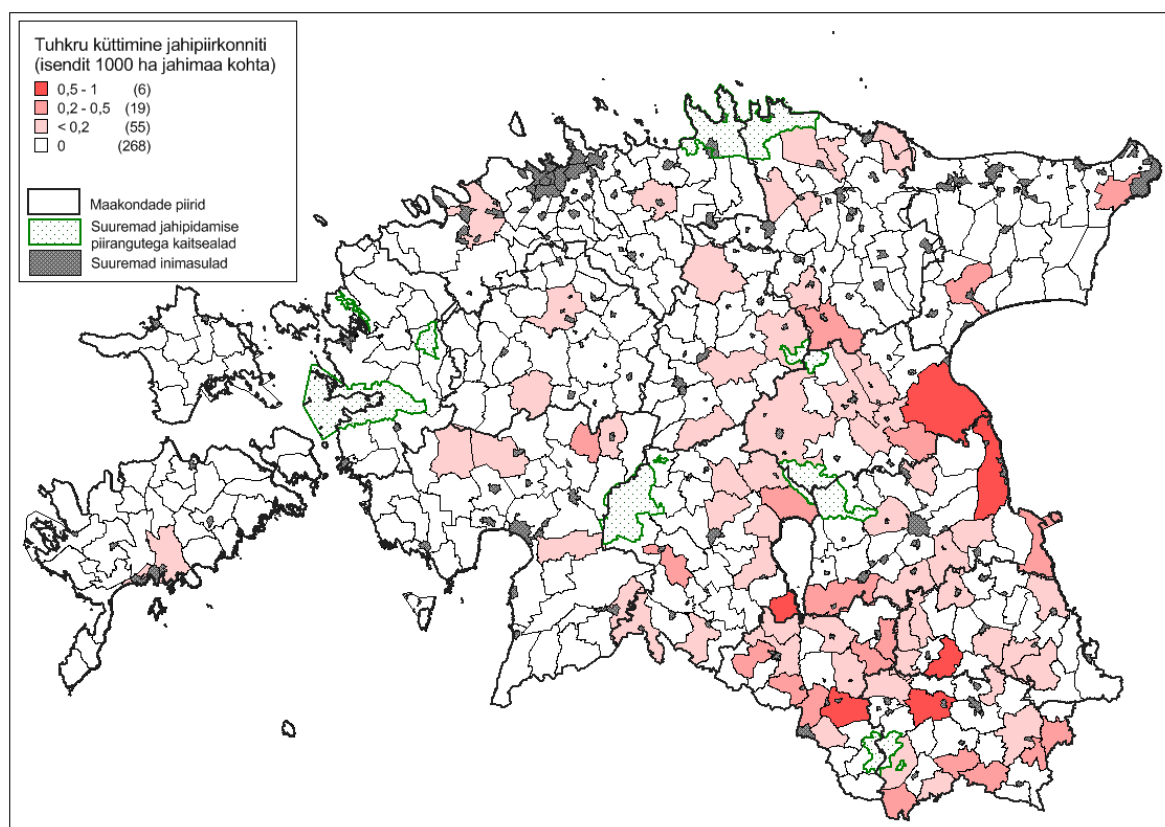 Tuhkru küttimine jahipiirkonniti
(isendit 1000 ha jahimaa kohta)
0,5 - 1 (6)
0,2 - 0,5 (19)
< 0,2 (55)
0 (268)
Maakondade piirid
Suuremad jahipidamise
piirangutega kaitsealad
Suuremad inimasulad